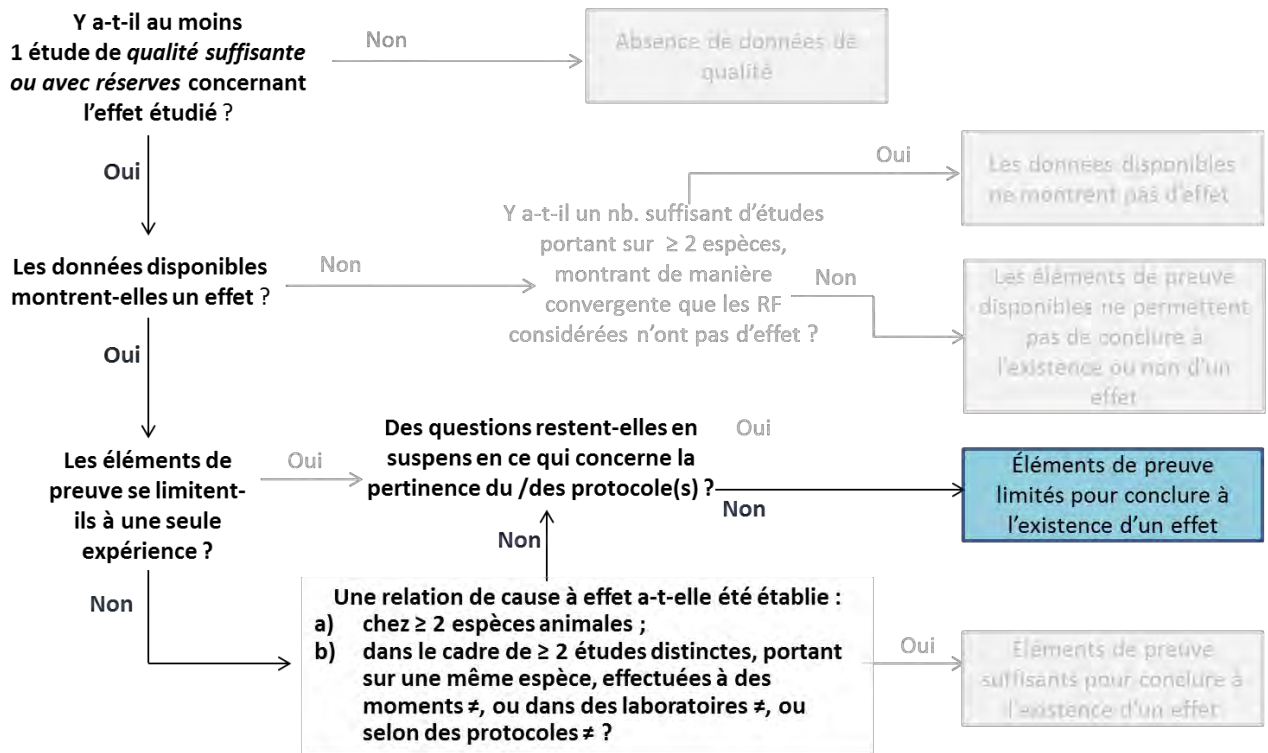 Y a-t-il au moins
1 étude de qualité suffisante
ou avec réserves concernant
l'effet étudié ?
Non
Absence de données de
qualité
Oui
Oui
Les données disponibles
ne montrent pas d'effet
Y a-t-il un nb. suffisant d'études
portant sur ≥ 2 espèces,
montrant de manière
convergente que les RF
considérées n'ont pas d'effet ?
Les données disponibles
montrent-elles un effet ?
Non
Non
Les éléments de preuve
disponibles ne permettent
pas de conclure à
l'existence ou non d'un
effet
Oui
Les éléments de
preuve se limitent-
ils à une seule
expérience ?
Oui
Des questions restent-elles en
suspens en ce qui concerne la
pertinence du /des protocole(s) ?
Oui
Non
Éléments de preuve
limités pour conclure à
l'existence d'un effet
Non
Non
Une relation de cause à effet a-t-elle été établie :
a) chez ≥ 2 espèces animales ;
b) dans le cadre de ≥ 2 études distinctes, portant
sur une même espèce, effectuées à des
moments ≠, ou dans des laboratoires ≠, ou
selon des protocoles ≠ ?
Oui
Eléments de preuve
suffisants pour conclure à
l'existence d'un effet